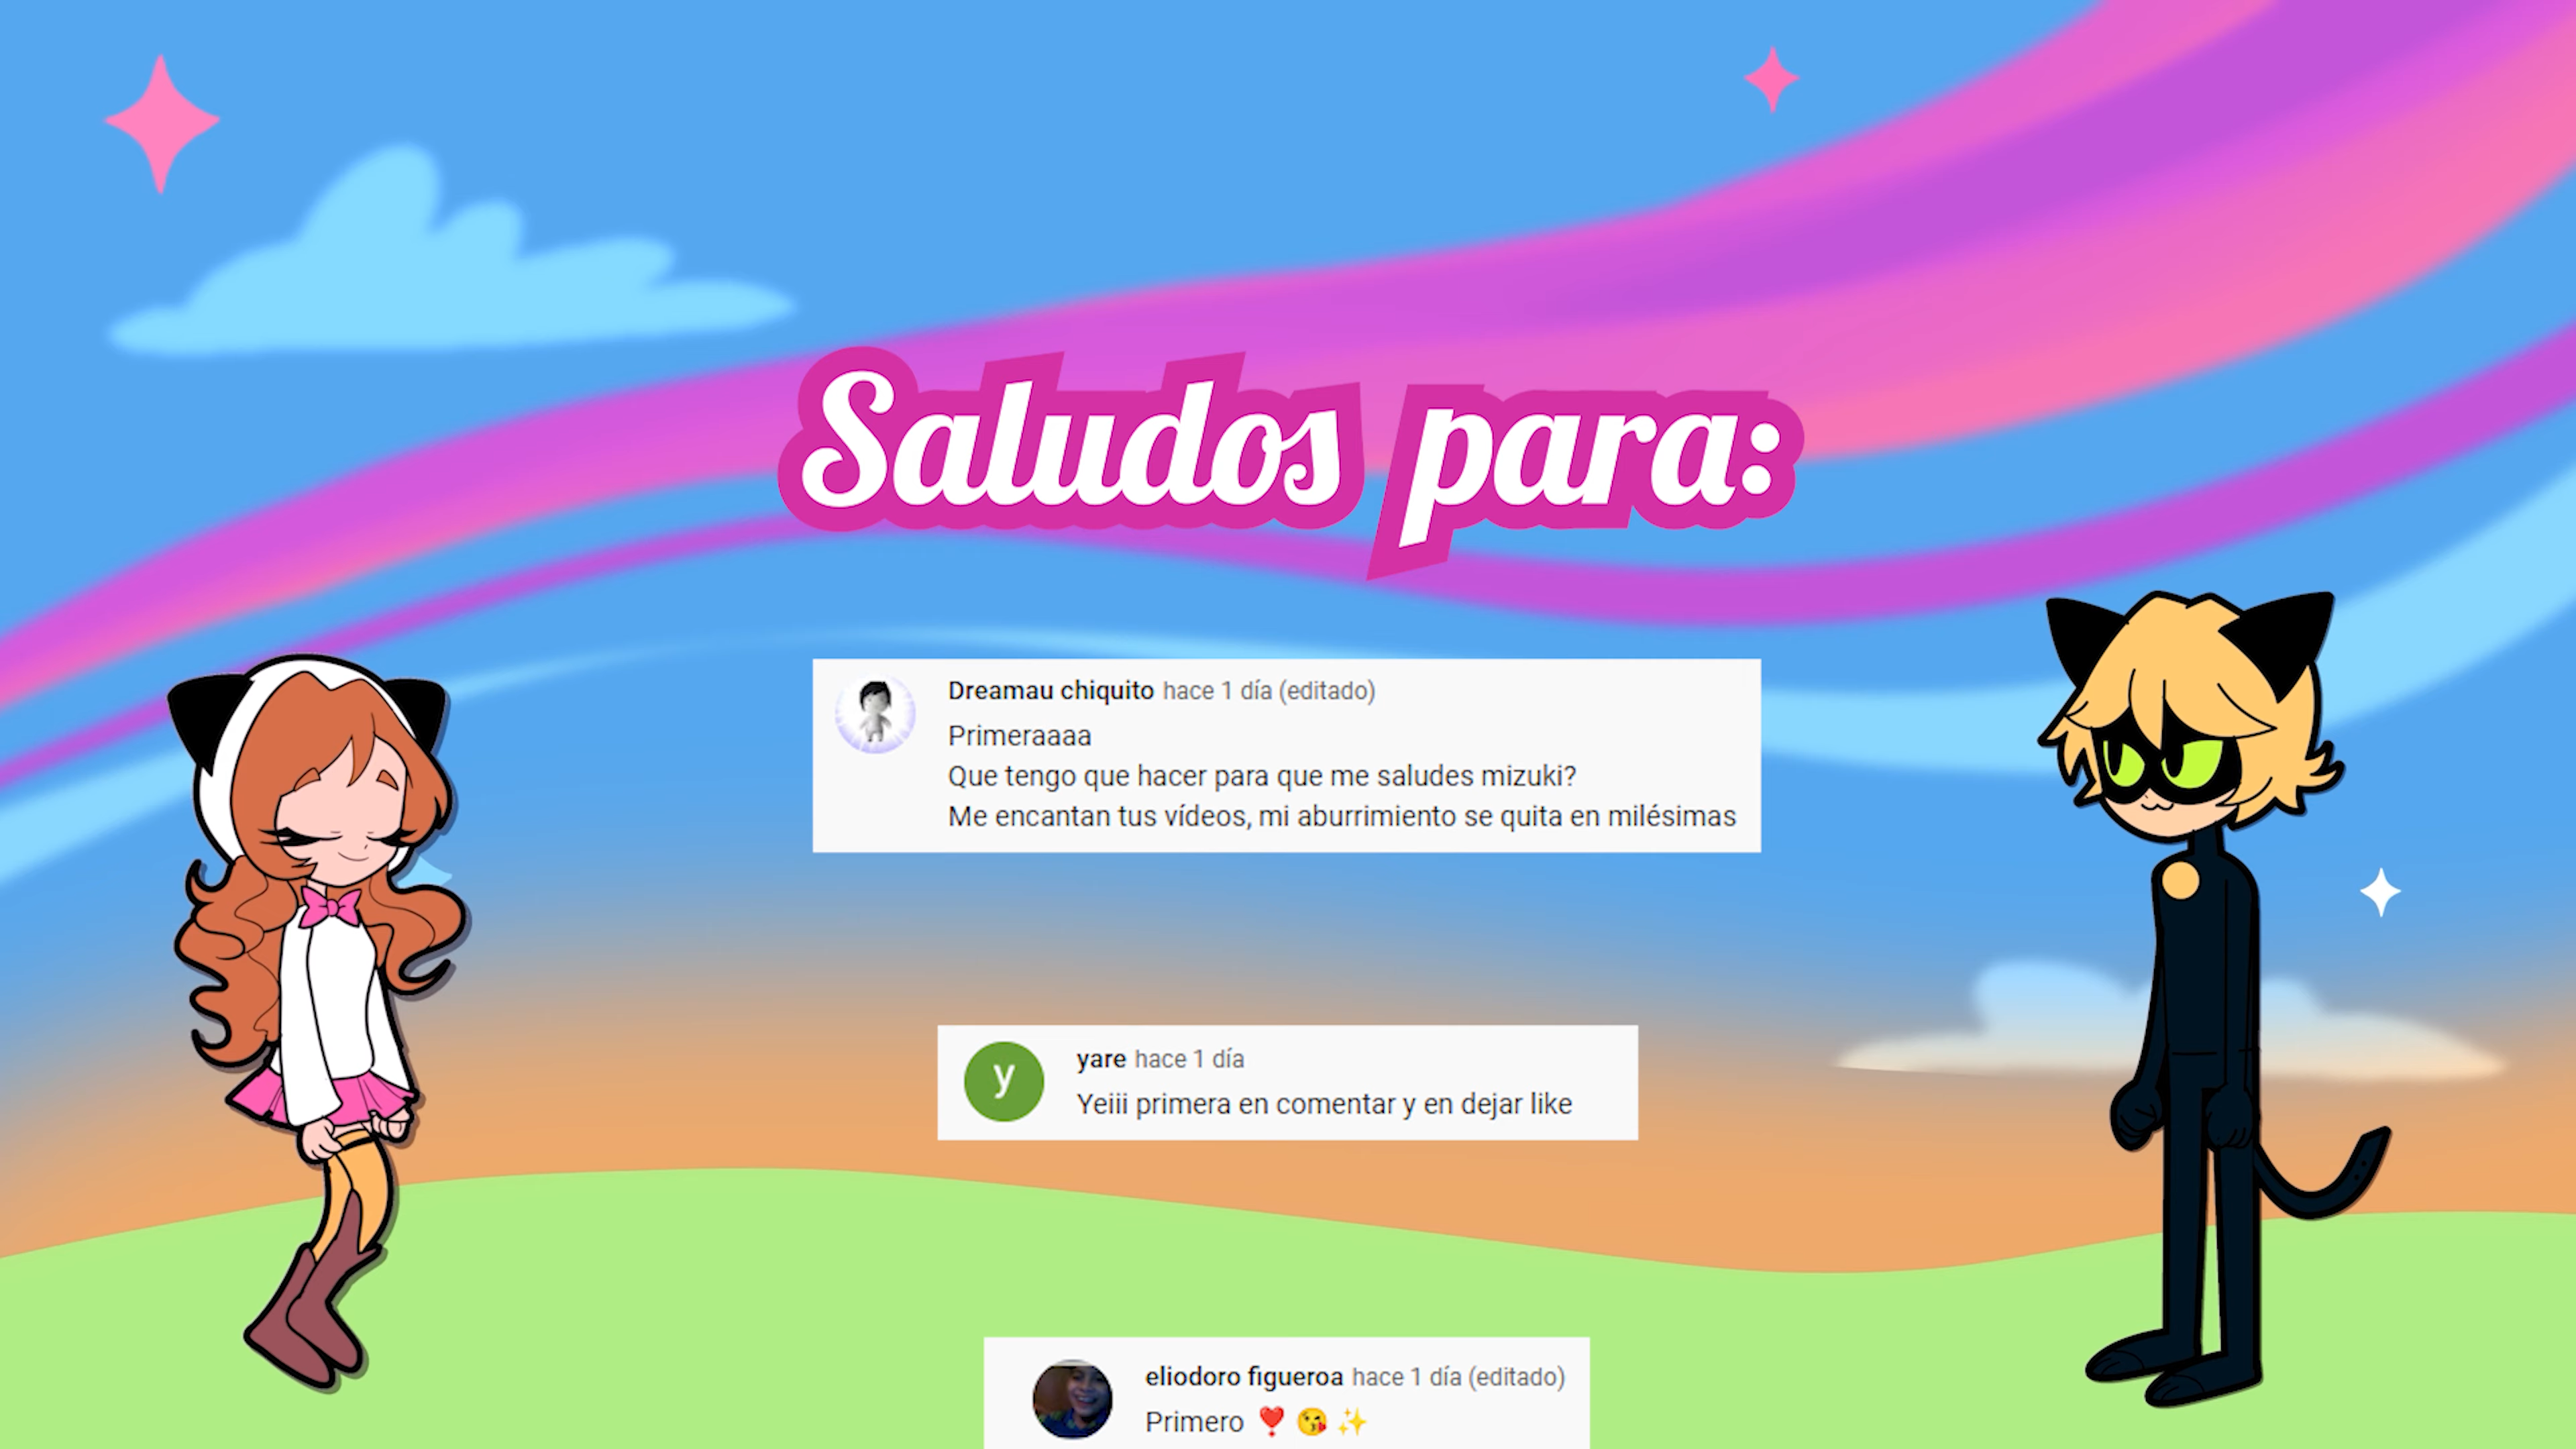 Saludos para:
Dreamau chiquito hace 1 día (editado)
Primeraaaa
Que tengo que hacer para que me saludes mizuki?
Me encantan tus vídeos, mi aburrimiento se quita en milésimas
y
yare hace 1 día
Yeiii primera en comentar y en dejar like
eliodoro figueroa hace 1 día (editado)
Primero ❣️ 😘 ✨